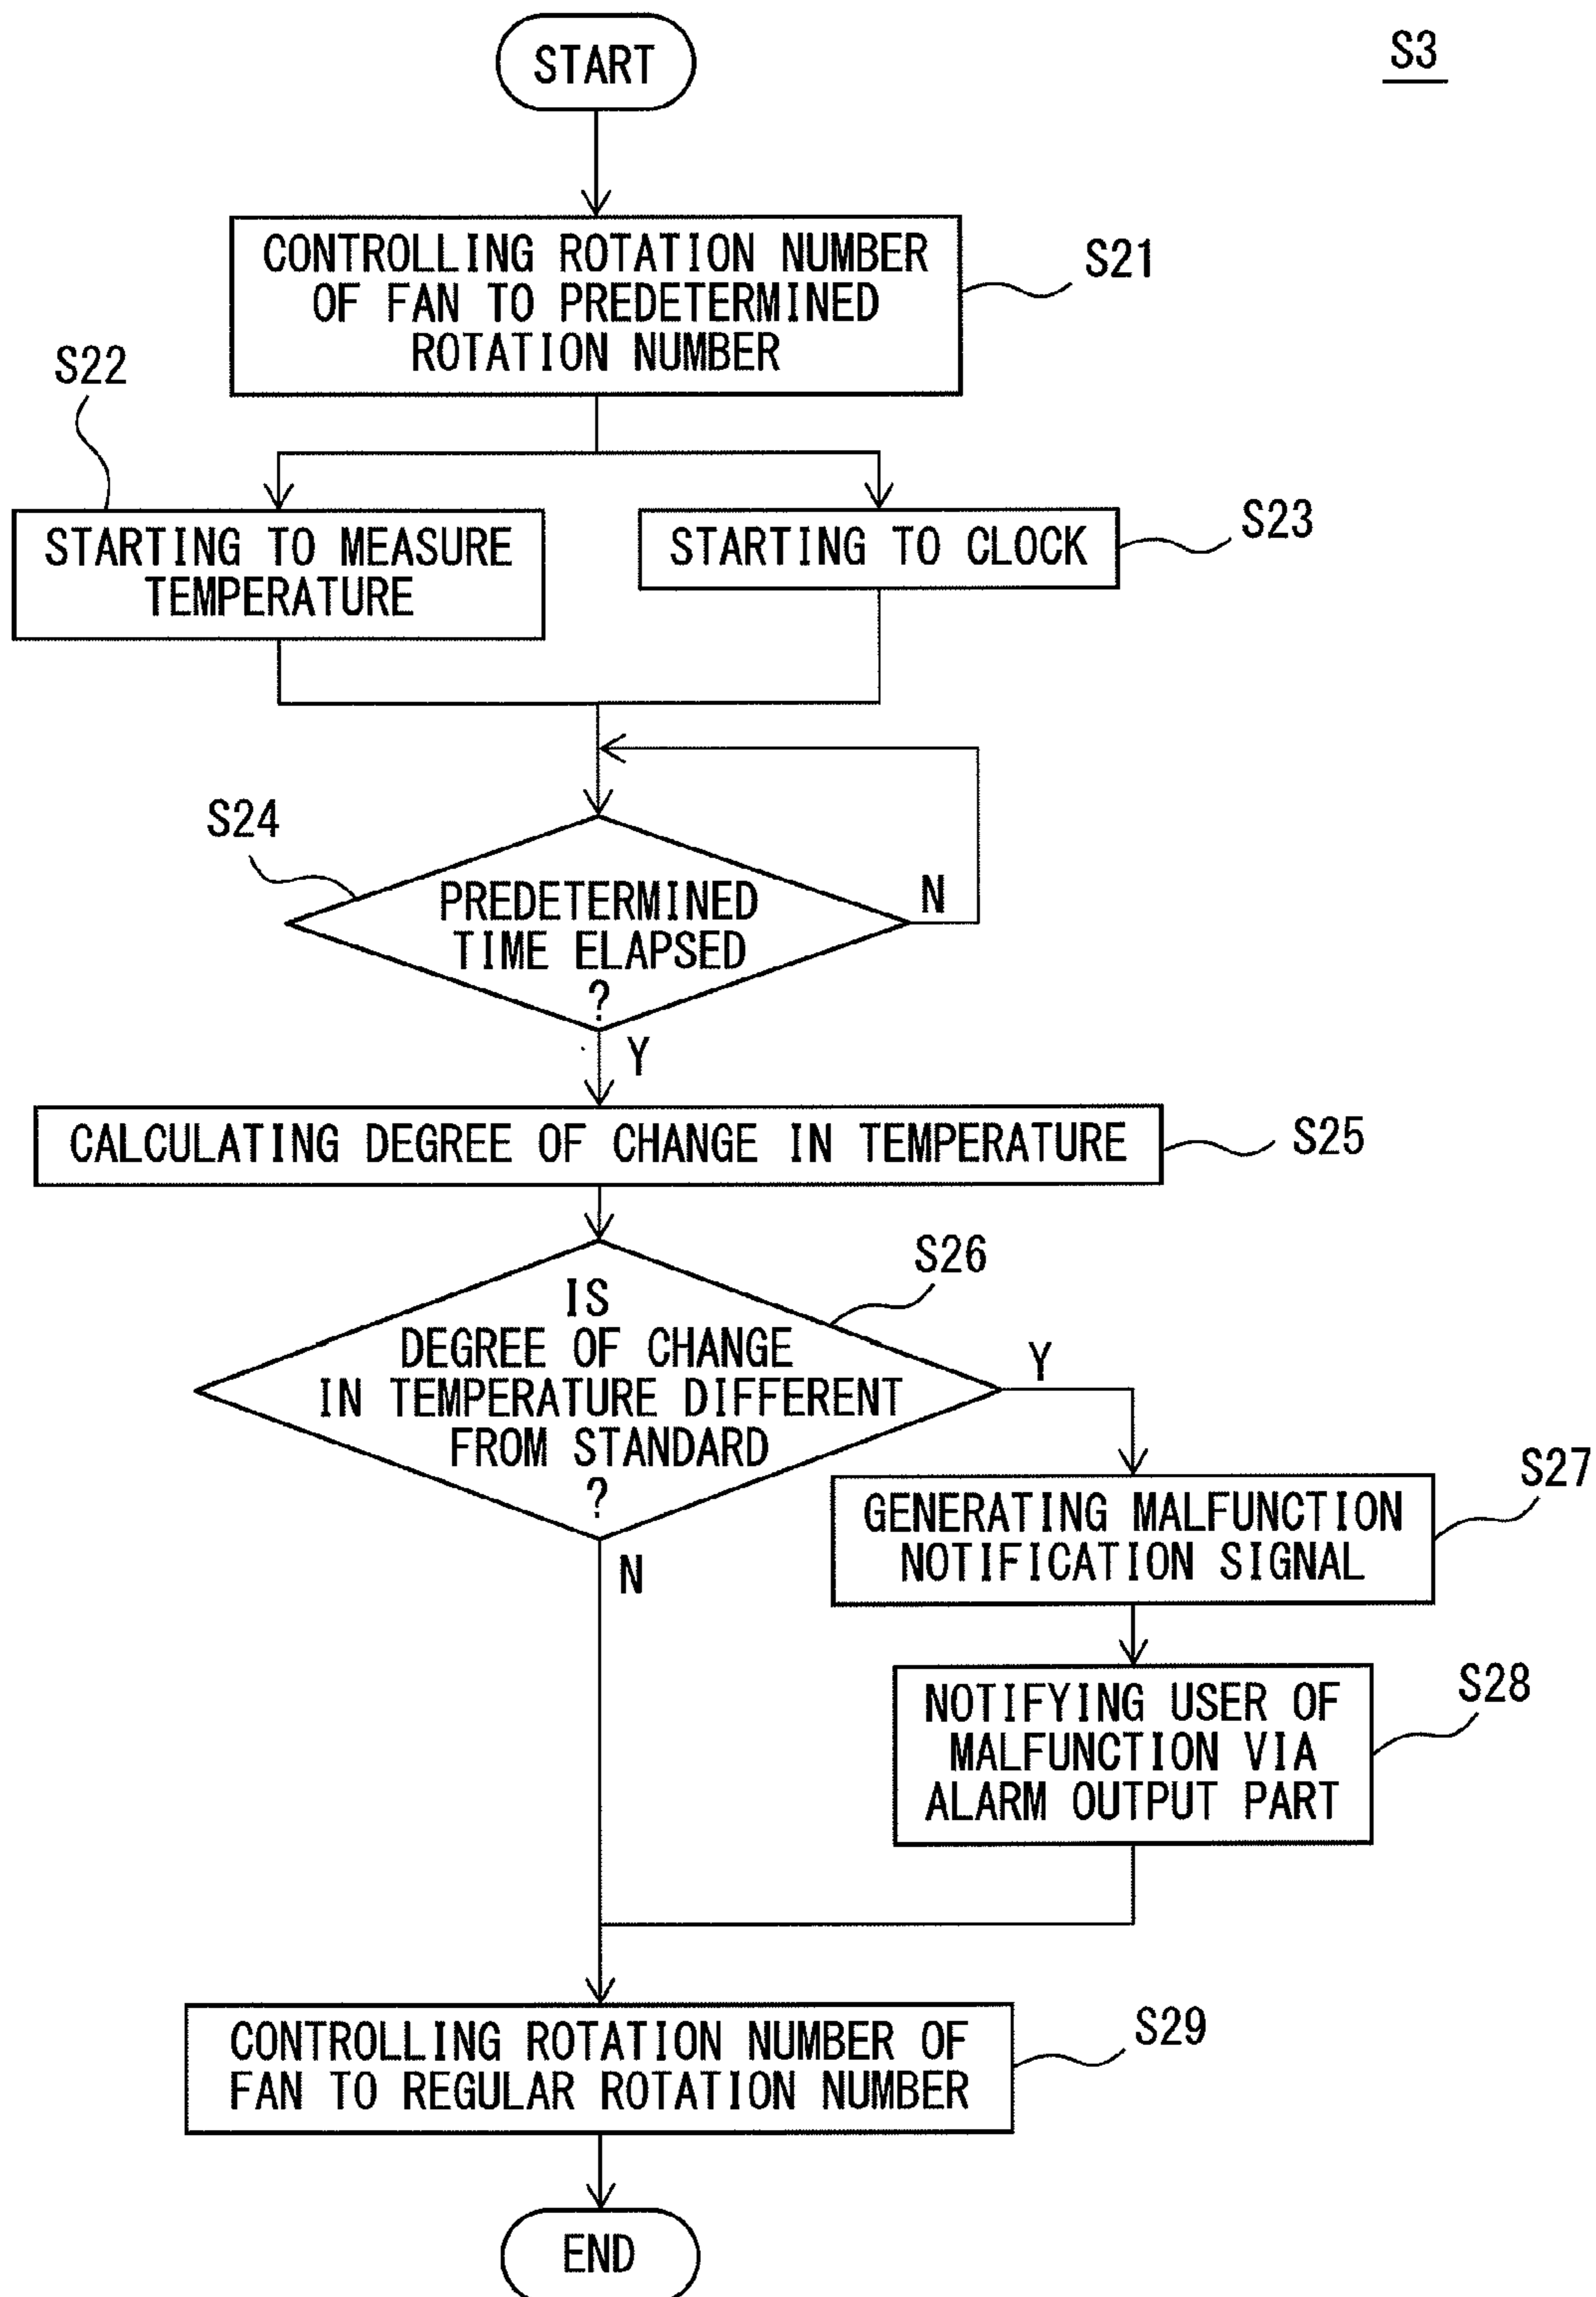 START
S3
CONTROLLING ROTATION NUMBER
OF FAN TO PREDETERMINED
ROTATION NUMBER
S21
S22
STARTING TO MEASURE
TEMPERATURE
STARTING TO CLOCK
S23
S24
PREDETERMINED
TIME ELAPSED
?
N
Y
CALCULATING DEGREE OF CHANGE IN TEMPERATURE
S25
S26
IS
DEGREE OF CHANGE
IN TEMPERATURE DIFFERENT
FROM STANDARD
?
Y
N
GENERATING MALFUNCTION
NOTIFICATION SIGNAL
S27
NOTIFYING USER OF
MALFUNCTION VIA
ALARM OUTPUT PART
S28
CONTROLLING ROTATION NUMBER OF
FAN TO REGULAR ROTATION NUMBER
S29
END